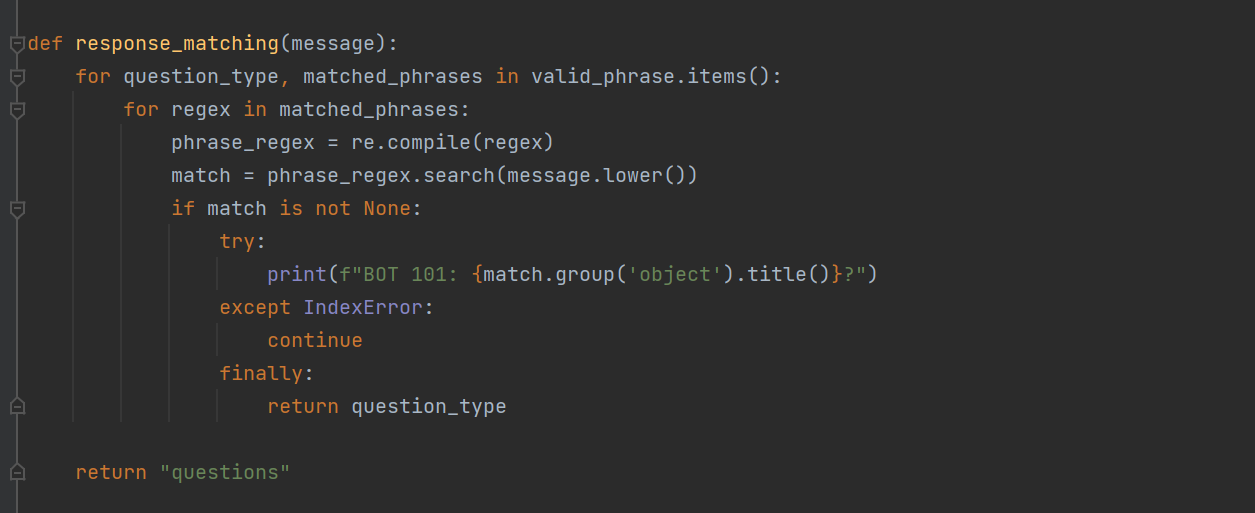 def response_matching(message):
    for question_type, matched_phrases in valid_phrase.items():
        for regex in matched_phrases:
            phrase_regex = re.compile(regex)
            match = phrase_regex.search(message.lower())
            if match is not None:
                try:
                    print(f"BOT 101: {match.group('object').title()}?")
                except IndexError:
                    continue
                finally:
                    return question_type

    return "questions"